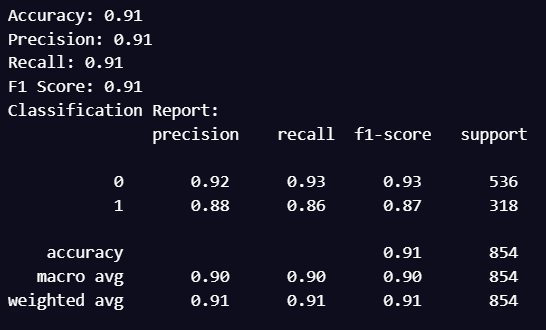 Accuracy: 0.91
Precision: 0.91
Recall: 0.91
F1 Score: 0.91
Classification Report:
precision recall f1-score support
0 0.92 0.93 0.93 536
1 0.88 0.86 0.87 318
accuracy 0.91 854
macro avg 0.90 0.90 0.90 854
weighted avg 0.91 0.91 0.91 854